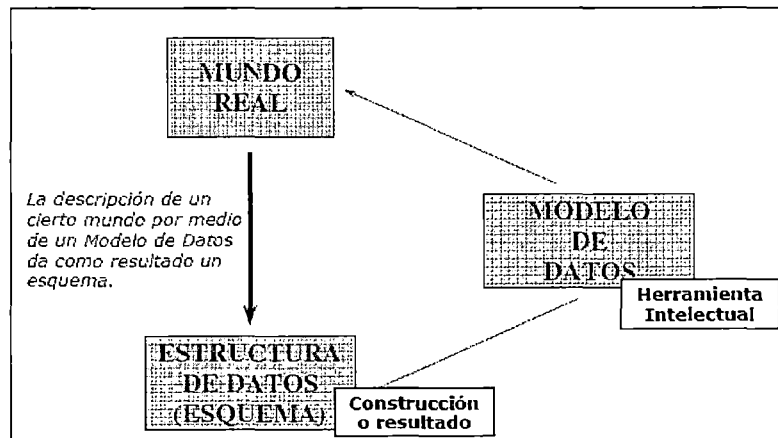 MUNDO
REAL
La descripción de un
cierto mundo por medio
de un Modelo de Datos
da como resultado un
esquema.
MODELO
DE
DATOS
Herramienta
Intelectual
ESTRUCTURA
DE DATOS
(ESQUEMA)
Construcción
o resultado